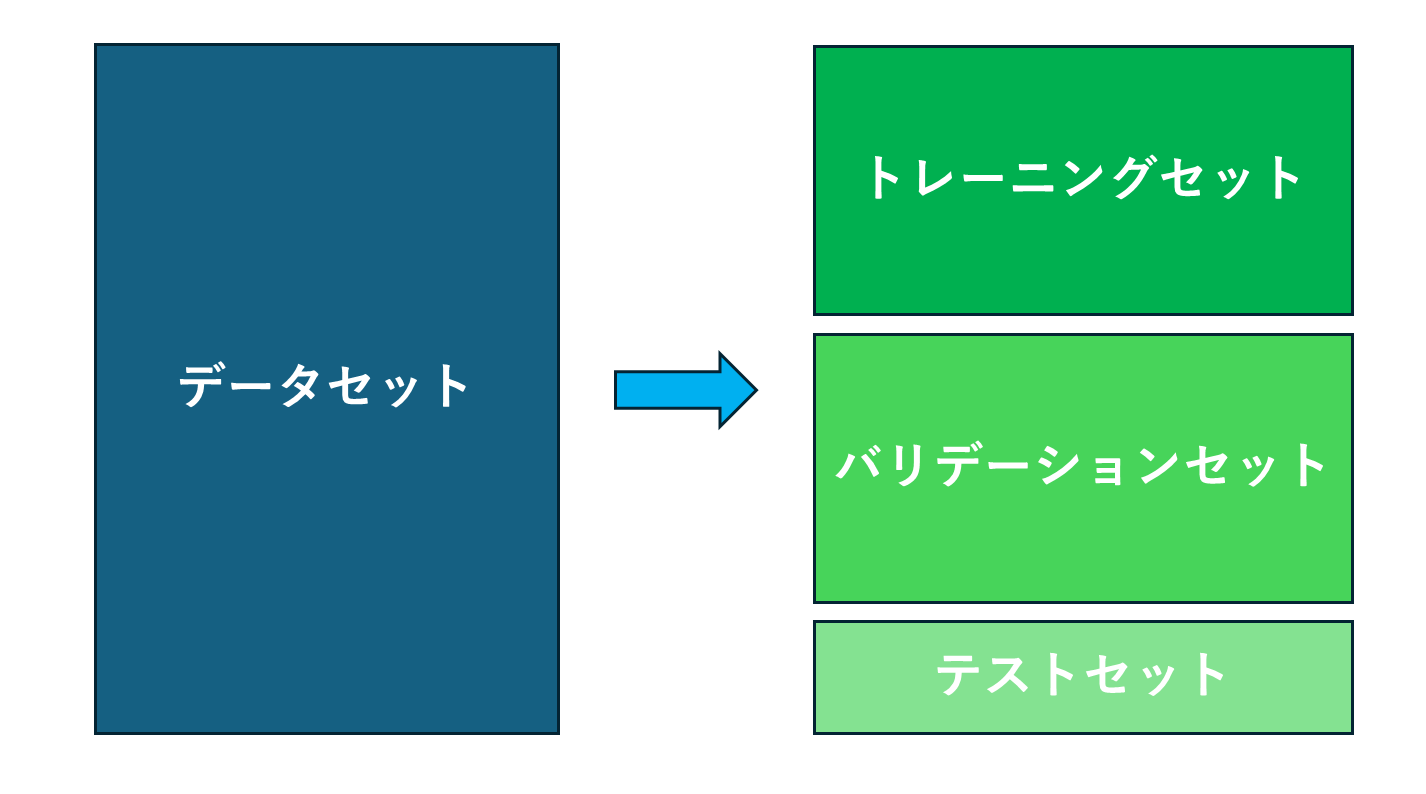 データセット
トレーニングセット
バリデーションセット
テストセット